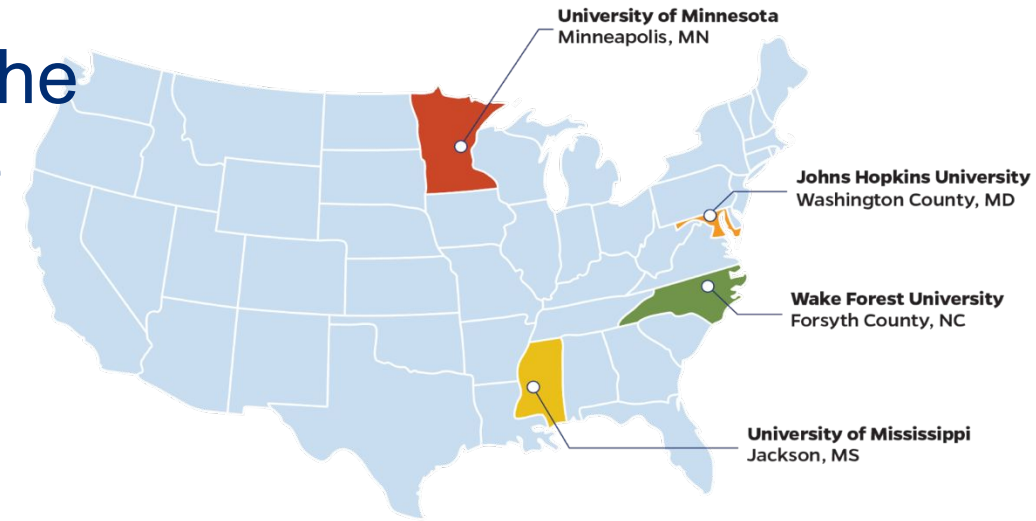 University of Minnesota
Minneapolis, MN
he
Johns Hopkins University
Washington County, MD
Wake Forest University
Forsyth County, NC
University of Mississippi
Jackson, MS